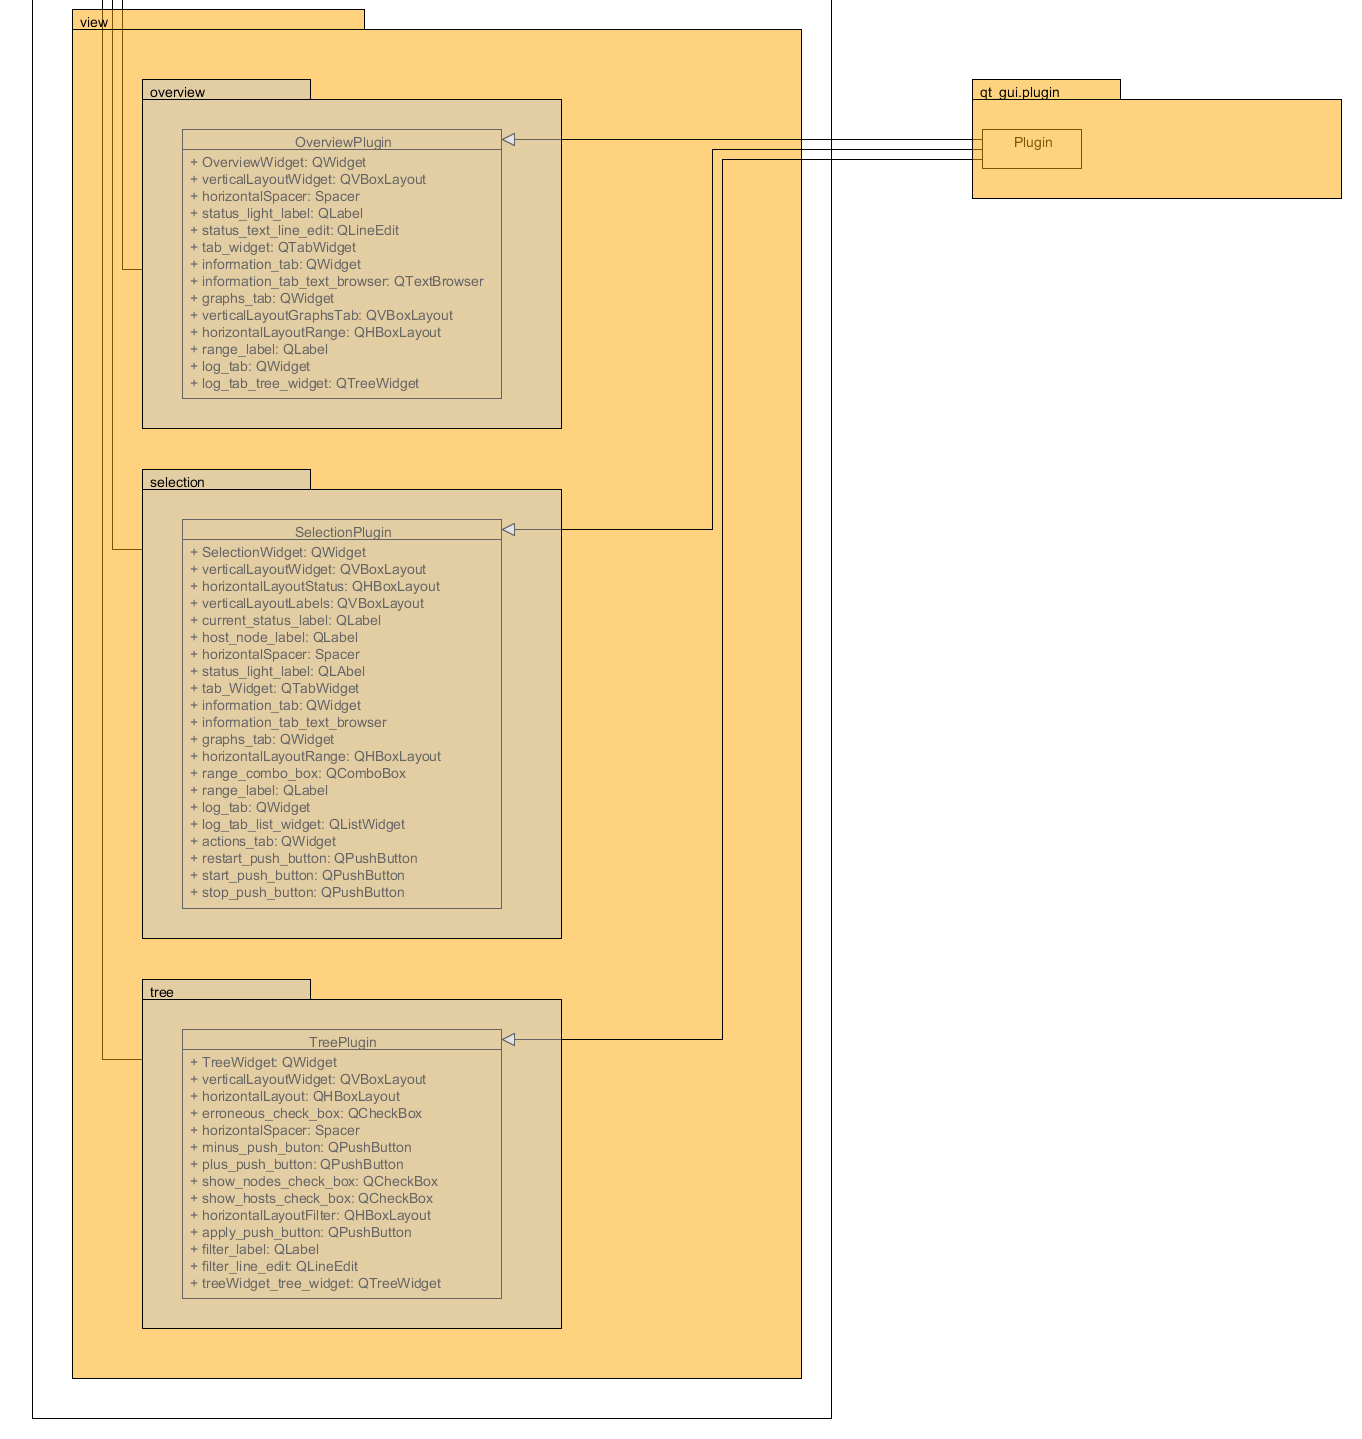 view
overview
OverviewPlugin
+ OverviewWidget: QWidget
+ verticalLayoutWidget: QVBoxLayout
+ horizontalSpacer: Spacer
+ status_light_label: QLabel
+ status_text_line_edit: QLineEdit
+ tab_widget: QTabWidget
+ information_tab: QWidget
+ information_tab_text_browser: QTextBrowser
+ graphs_tab: QWidget
+ verticalLayoutGraphsTab: QVBoxLayout
+ horizontalLayoutRange: QHBoxLayout
+ range_label: QLabel
+ log_tab: QWidget
+ log_tab_tree_widget: QTreeWidget
qt_gui.plugin
Plugin
selection
SelectionPlugin
+ SelectionWidget: QWidget
+ verticalLayoutWidget: QVBoxLayout
+ horizontalLayoutStatus: QHBoxLayout
+ verticalLayoutLabels: QVBoxLayout
+ current_status_label: QLabel
+ host_node_label: QLabel
+ horizontalSpacer: Spacer
+ status_light_label: QLAbel
+ tab_Widget: QTabWidget
+ information_tab: QWidget
+ information_tab_text_browser
+ graphs_tab: QWidget
+ horizontalLayoutRange: QHBoxLayout
+ range_combo_box: QComboBox
+ range_label: QLabel
+ log_tab: QWidget
+ log_tab_list_widget: QListWidget
+ actions_tab: QWidget
+ restart_push_button: QPushButton
+ start_push_button: QPushButton
+ stop_push_button: QPushButton
tree
TreePlugin
+ TreeWidget: QWidget
+ verticalLayoutWidget: QVBoxLayout
+ horizontalLayout: QHBoxLayout
+ erroneous_check_box: QCheckBox
+ horizontalSpacer: Spacer
+ minus_push_buton: QPushButton
+ plus_push_button: QPushButton
+ show_nodes_check_box: QCheckBox
+ show_hosts_check_box: QCheckBox
+ horizontalLayoutFilter: QHBoxLayout
+ apply_push_button: QPushButton
+ filter_label: QLabel
+ filter_line_edit: QLineEdit
+ treeWidget_tree_widget: QTreeWidget